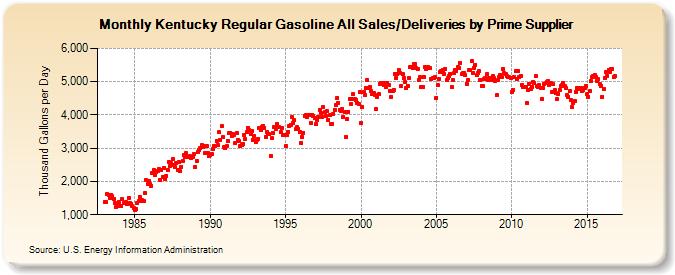 Monthly Kentucky Regular Gasoline All Sales/Deliveries by Prime Supplier
Thousand Gallons per Day
6,000
5,000
4,000
3,000
2,000
1,000
1985 1990 1995 2000 2005 2010 2015
Source: U.S. Energy Information Administration